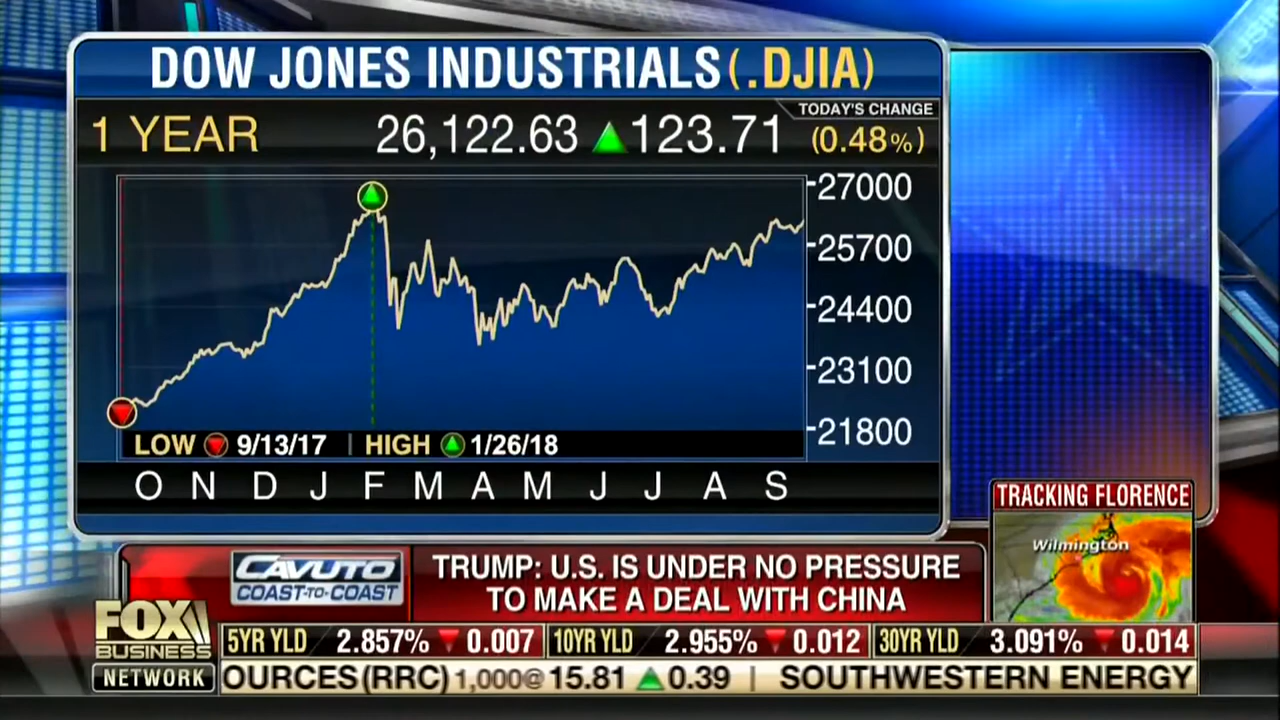 DOW JONES INDUSTRIALS (.DJIA)
TODAY'S CHANGE
1 YEAR 26,122.63 ▲123.71 (0.48%)
27000
25700
24400
23100
21800
LOW ▼ 9/13/17 | HIGH ▲ 1/26/18
O N D J F M A M J J A S
TRACKING FLORENCE
Wilmington
CAVUTO
COAST-TO-COAST
TRUMP: U.S. IS UNDER NO PRESSURE
TO MAKE A DEAL WITH CHINA
FOX
BUSINESS
NETWORK
5YR YLD 2.857% ▼ 0.007 10YR YLD 2.955% ▼ 0.012 30YR YLD 3.091% ▼ 0.014
OURCES (RRC) 1,000@ 15.81 ▲ 0.39 | SOUTHWESTERN ENERGY